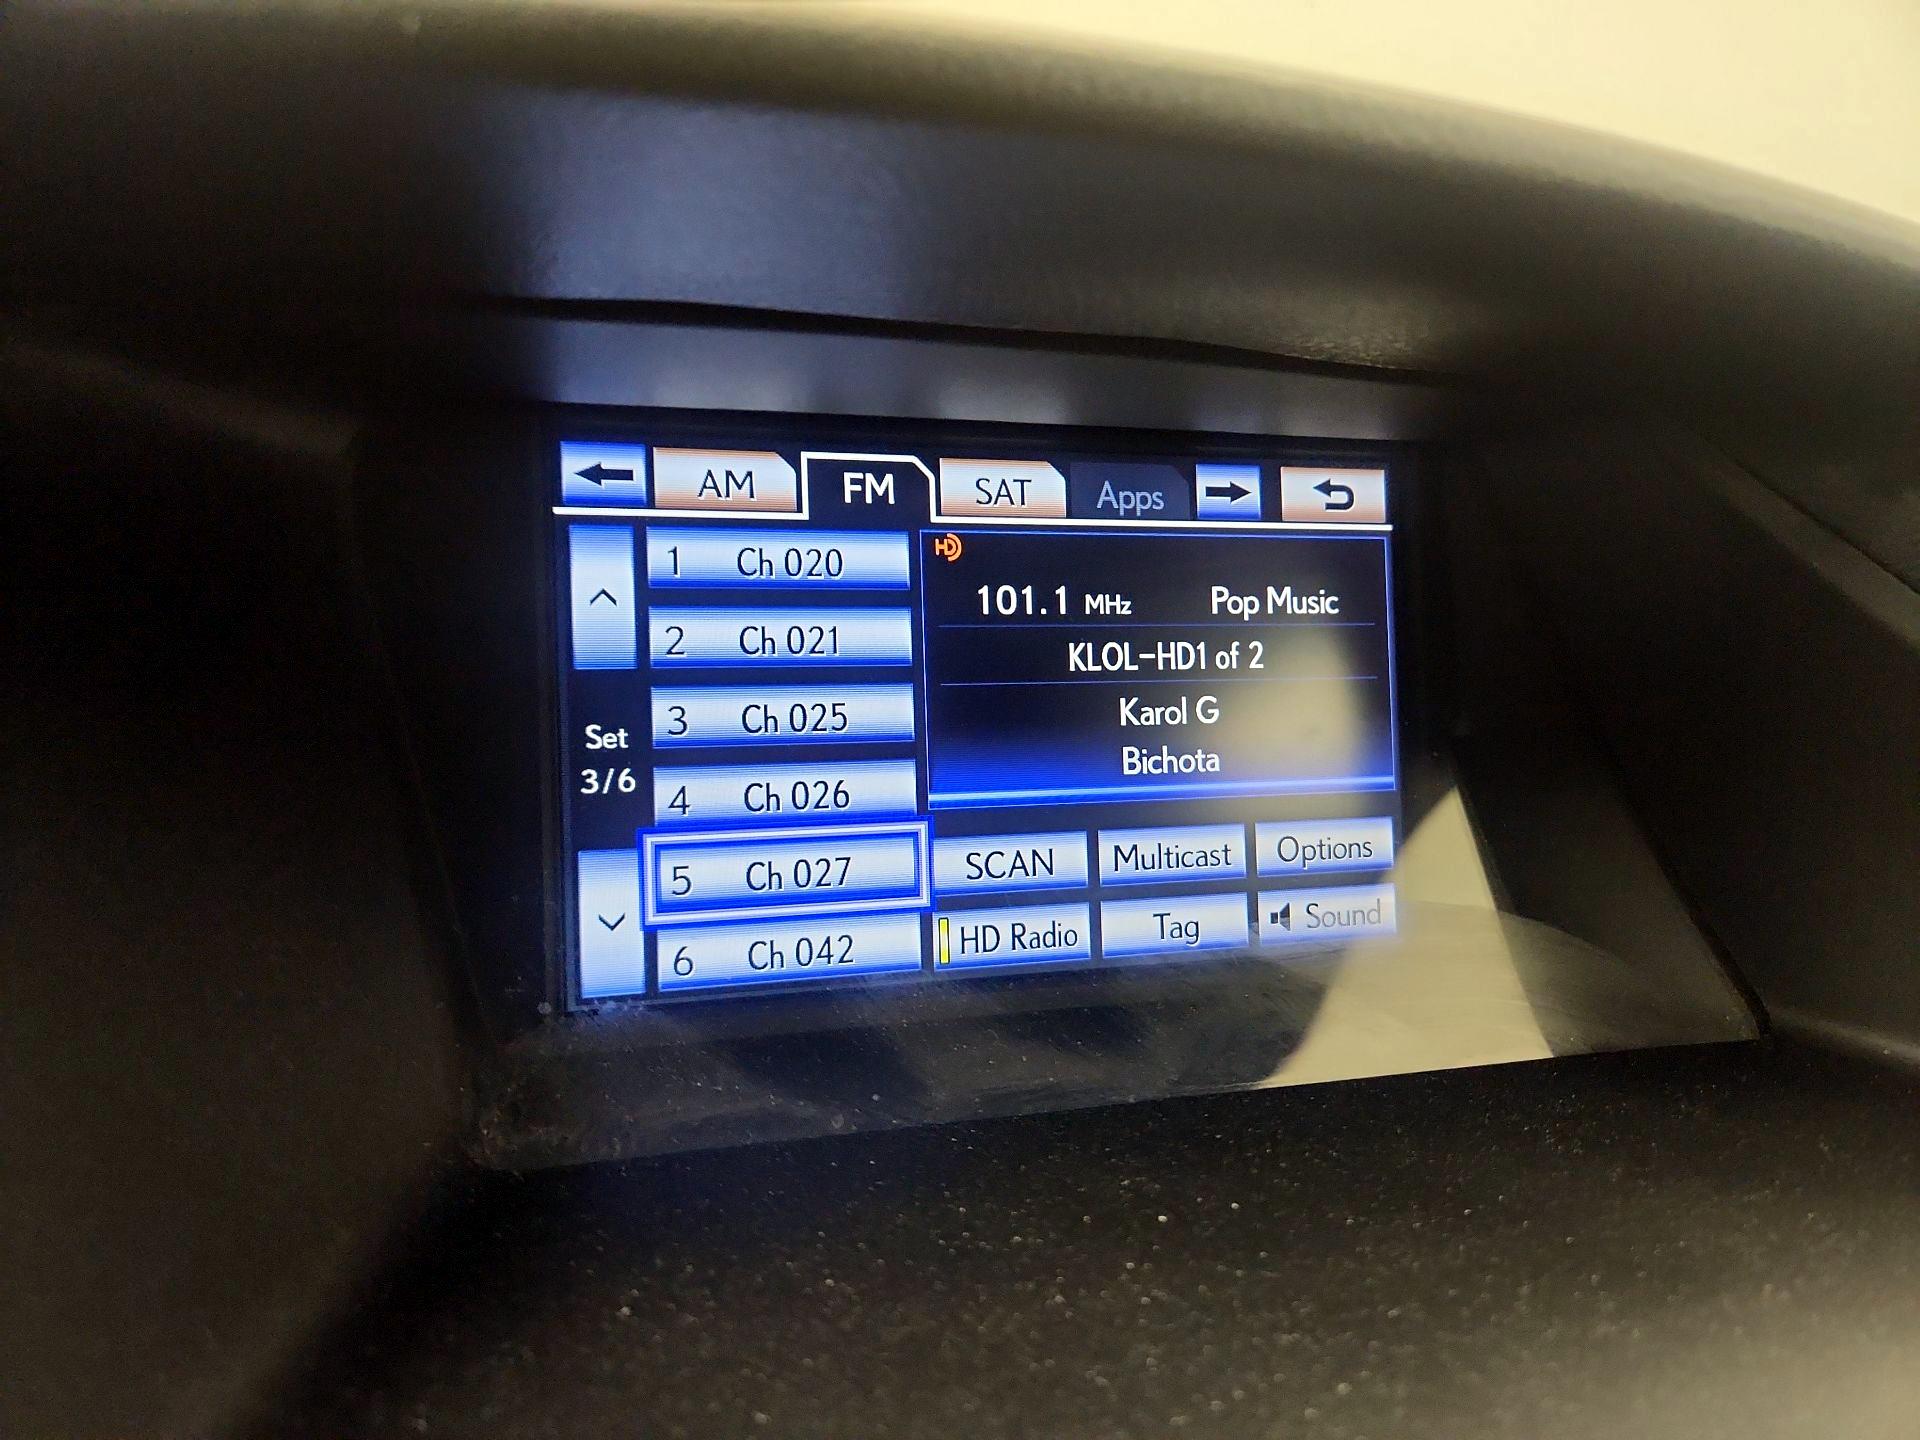 AM
FM
SAT
Apps
1 Ch 020
2 Ch 021
3 Ch 025
4 Ch 026
5 Ch 027
6 Ch 042
Set
3/6
HD
101.1 MHz Pop Music
KLOL-HD1 of 2
Karol G
Bichota
SCAN
Multicast
Options
HD Radio
Tag
Sound